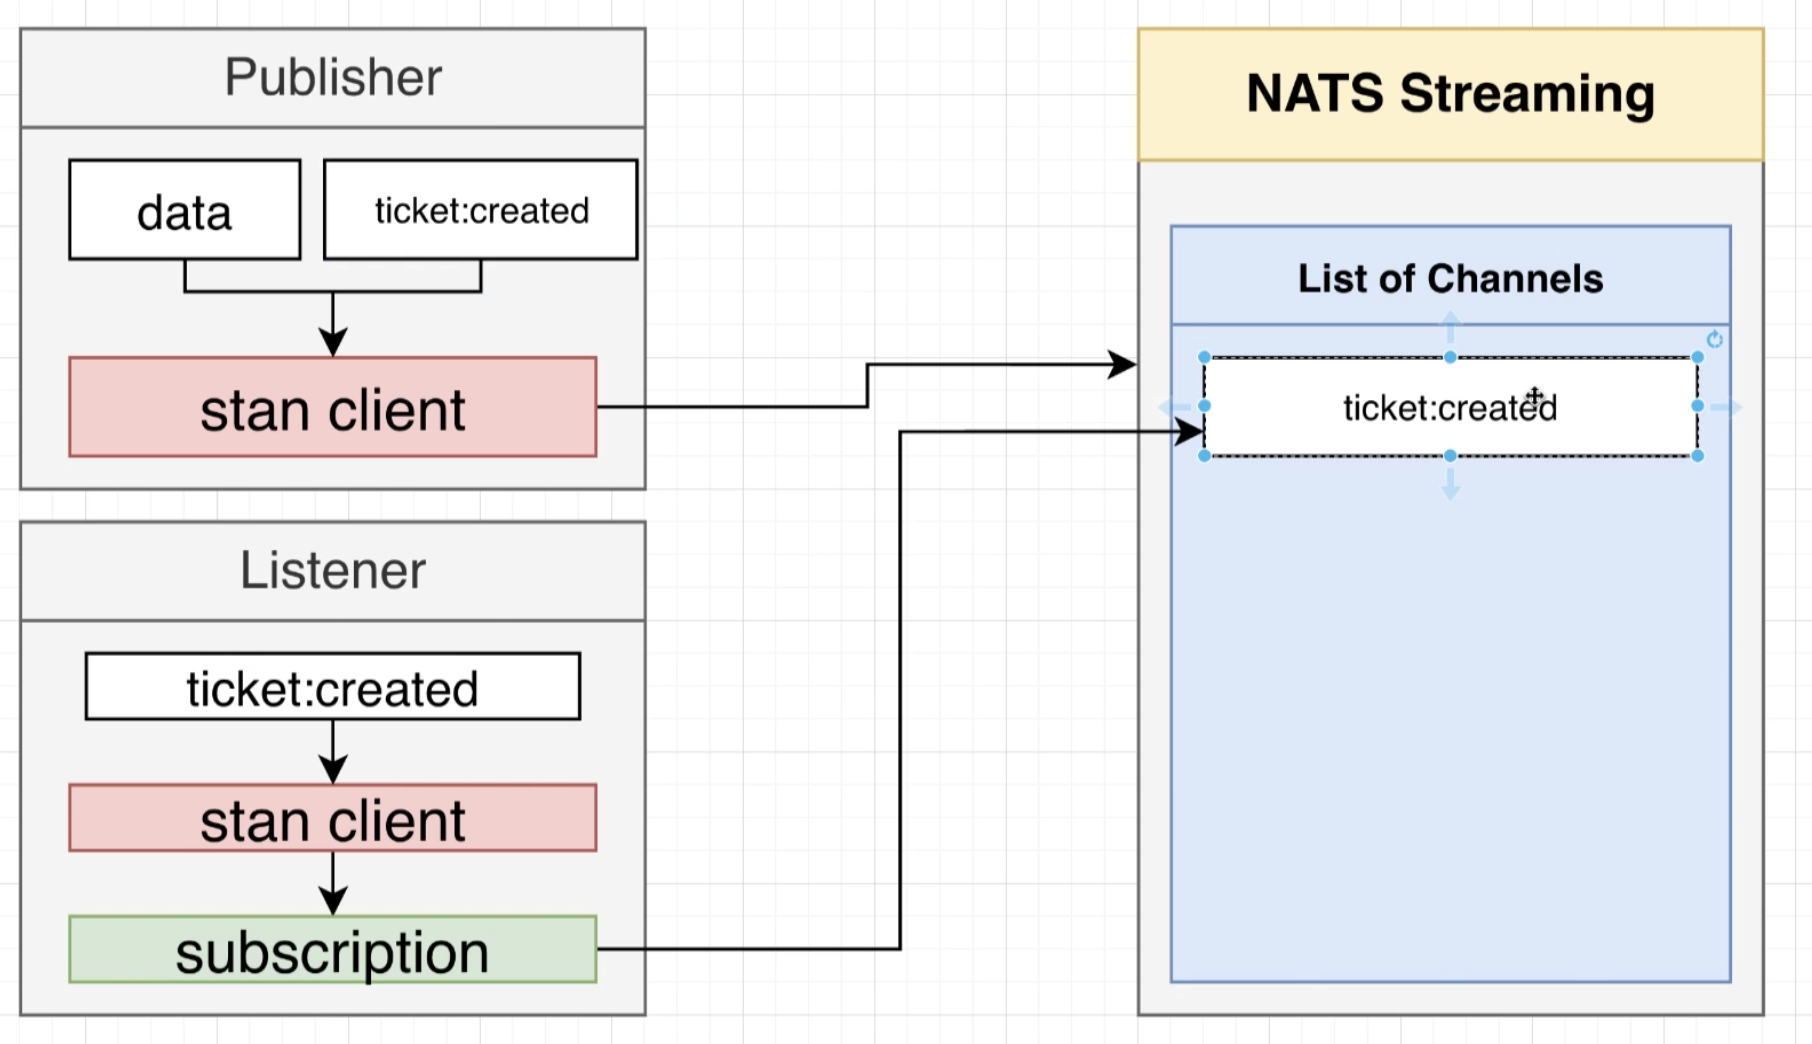 Publisher
data
ticket:created
stan client
Listener
ticket:created
stan client
subscription
NATS Streaming
List of Channels
ticket:created